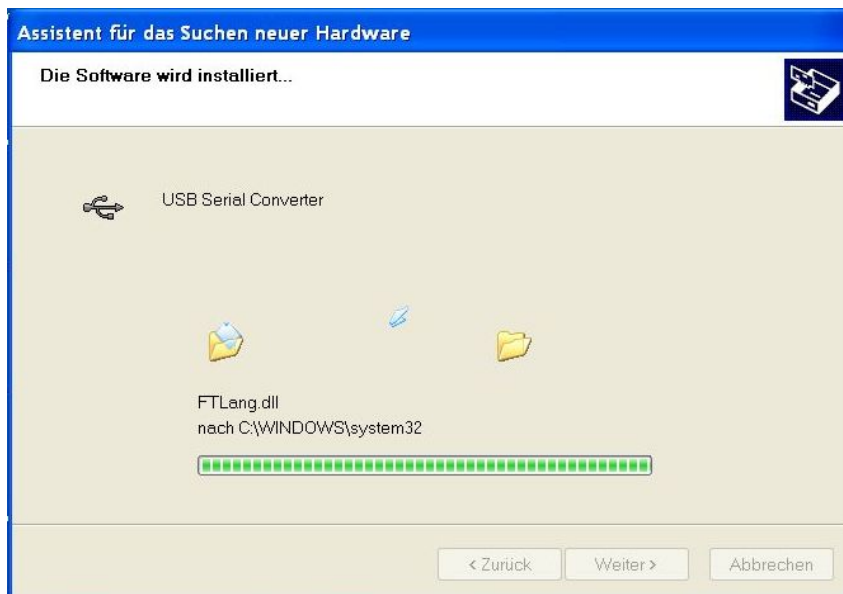 Assistent für das Suchen neuer Hardware
Die Software wird installiert...
USB Serial Converter
FTLang.dll
nach C:\WINDOWS\system32
< Zurück
Weiter >
Abbrechen